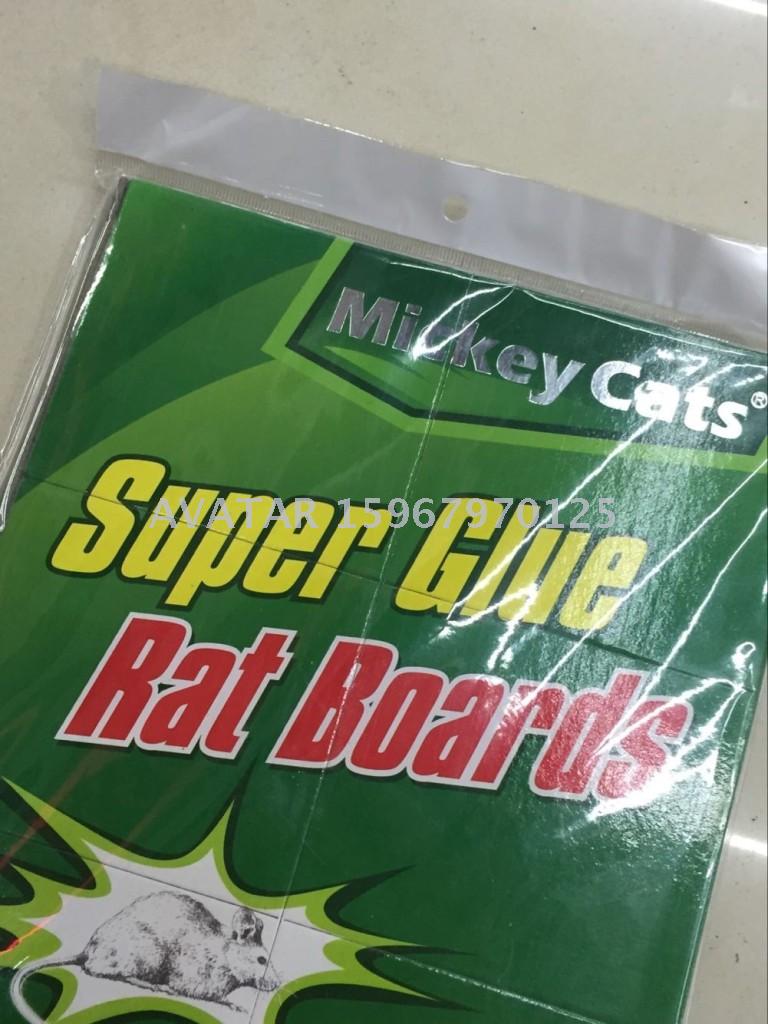 Mickey Cats®
Super Glue
AVATAR 15967970125
Rat Boards